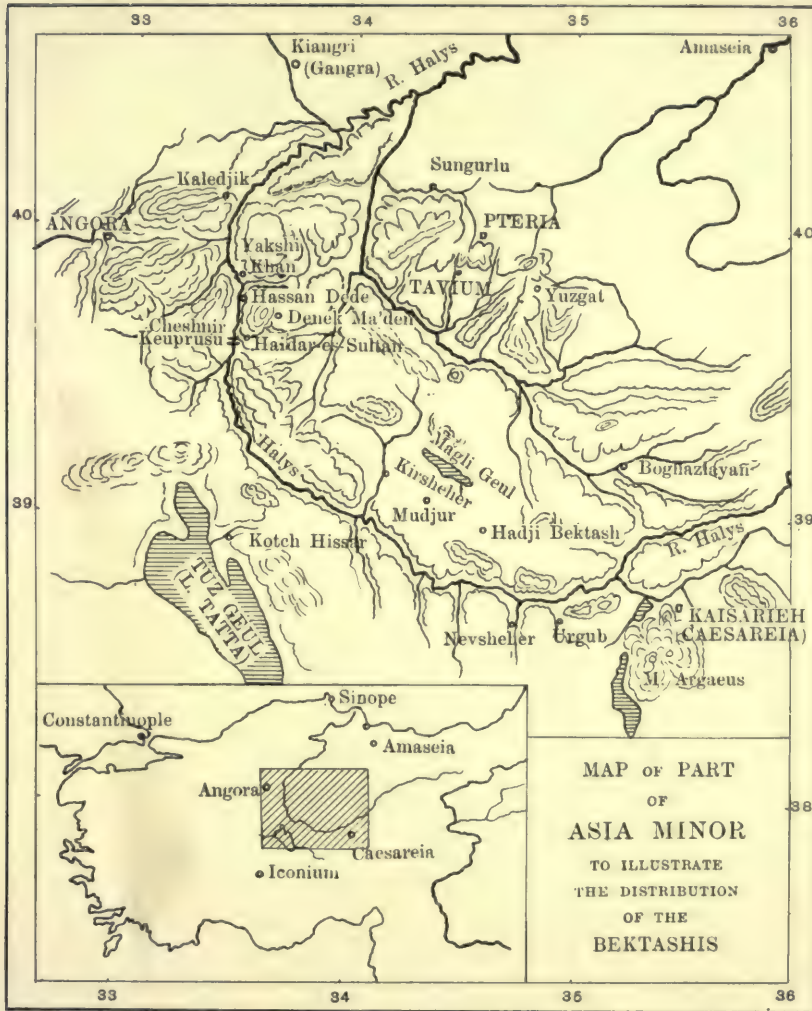 33 34 35 36
Kiangri
(Gangra)
R. Halys
Amaseia
Kaledjik
Sungurlu
40
ANGORA
PTERIA
40
Yakshi
Khan
TAVIUM
Yuzgat
Hassan Dede
Cheshnir
Keuprusu
Denek Ma'den
Haidar-es-Sultan
Halys
Magli Geul
Kirsheher
Boghazlayan
39
Mudjur
Hadji Bektash
39
R. Halys
Kotch Hissar
TUZ GEUL
(L. TATTA)
Nevsheher
Urgub
KAISARIEH
(CAESAREIA)
M. Argaeus
Sinope
Constantinople
Amaseia
Angora
Caesareia
Iconium
38
MAP OF PART
OF
ASIA MINOR
TO ILLUSTRATE
THE DISTRIBUTION
OF THE
BEKTASHIS
33 34 35 36